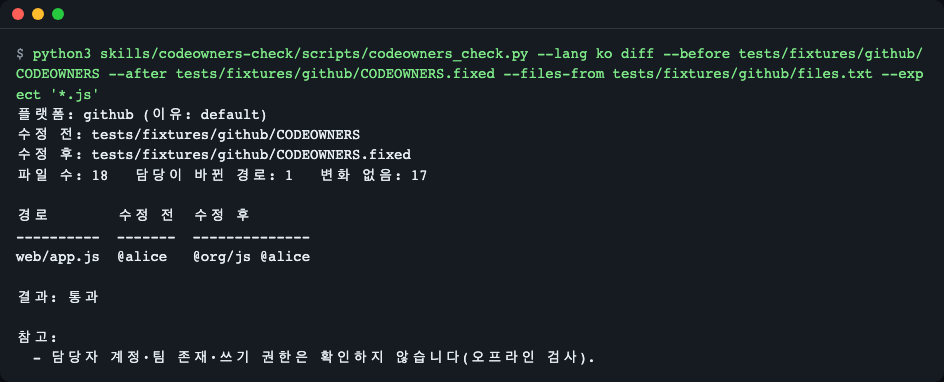 $ python3 skills/codeowners-check/scripts/codeowners_check.py --lang ko diff --before tests/fixtures/github/
CODEOWNERS --after tests/fixtures/github/CODEOWNERS.fixed --files-from tests/fixtures/github/files.txt --exp
ect '*.js'
플랫폼: github (이유: default)
수정 전: tests/fixtures/github/CODEOWNERS
수정 후: tests/fixtures/github/CODEOWNERS.fixed
파일 수: 18   담당이 바뀐 경로: 1   변화 없음: 17
경로        수정 전  수정 후
----------  -------  --------------
web/app.js  @alice   @org/js @alice
결과: 통과
참고:
  - 담당자 계정·팀 존재·쓰기 권한은 확인하지 않습니다(오프라인 검사).